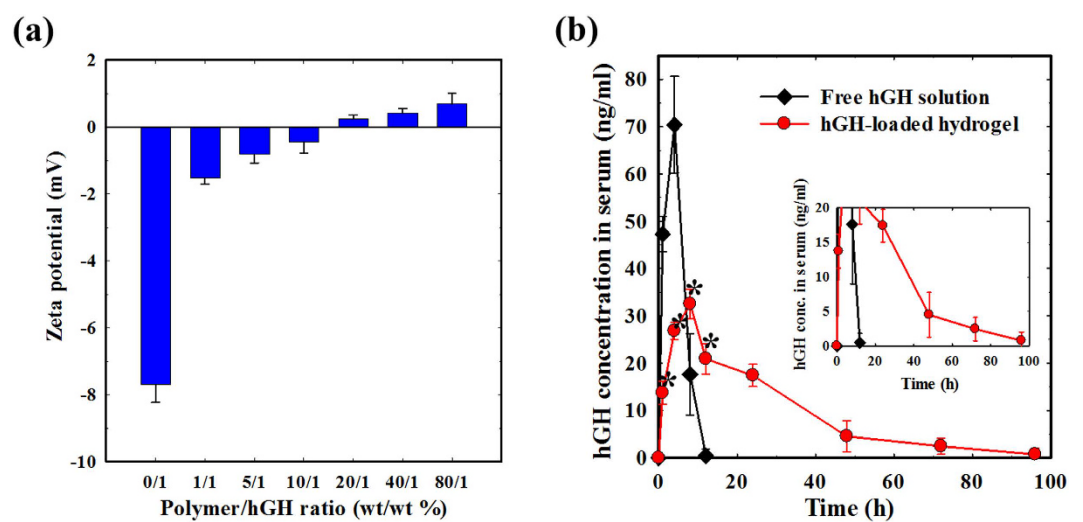 (a)
2
0
-2
-4
-6
-8
-10
Zeta potential (mV)
0/1 1/1 5/1 10/1 20/1 40/1 80/1
Polymer/hGH ratio (wt/wt %)
(b)
80
70
60
50
40
30
20
10
0
hGH concentration in serum (ng/ml)
Free hGH solution
hGH-loaded hydrogel
* * * *
20
15
10
5
0
hGH conc. in serum (ng/ml)
0 20 40 60 80 100
Time (h)
0 20 40 60 80 100
Time (h)